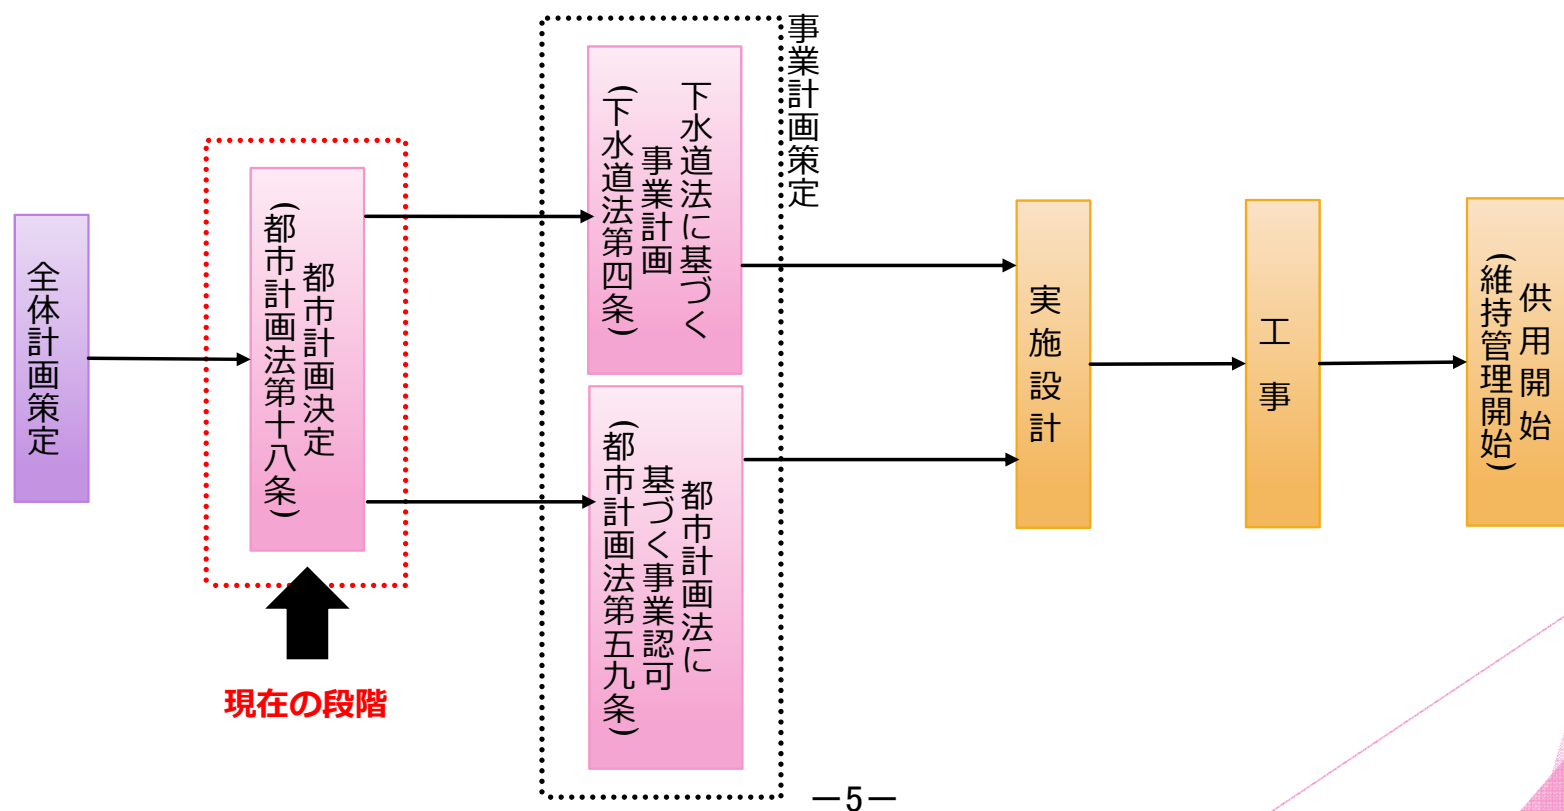 全体計画策定
都市計画決定
(都市計画法第十八条)
現在の段階
事業計画策定
下水道法に基づく
事業計画
(下水道法第四条)
都市計画法に
基づく事業認可
(都市計画法第五九条)
実施設計
工事
供用開始
(維持管理開始)
—5—